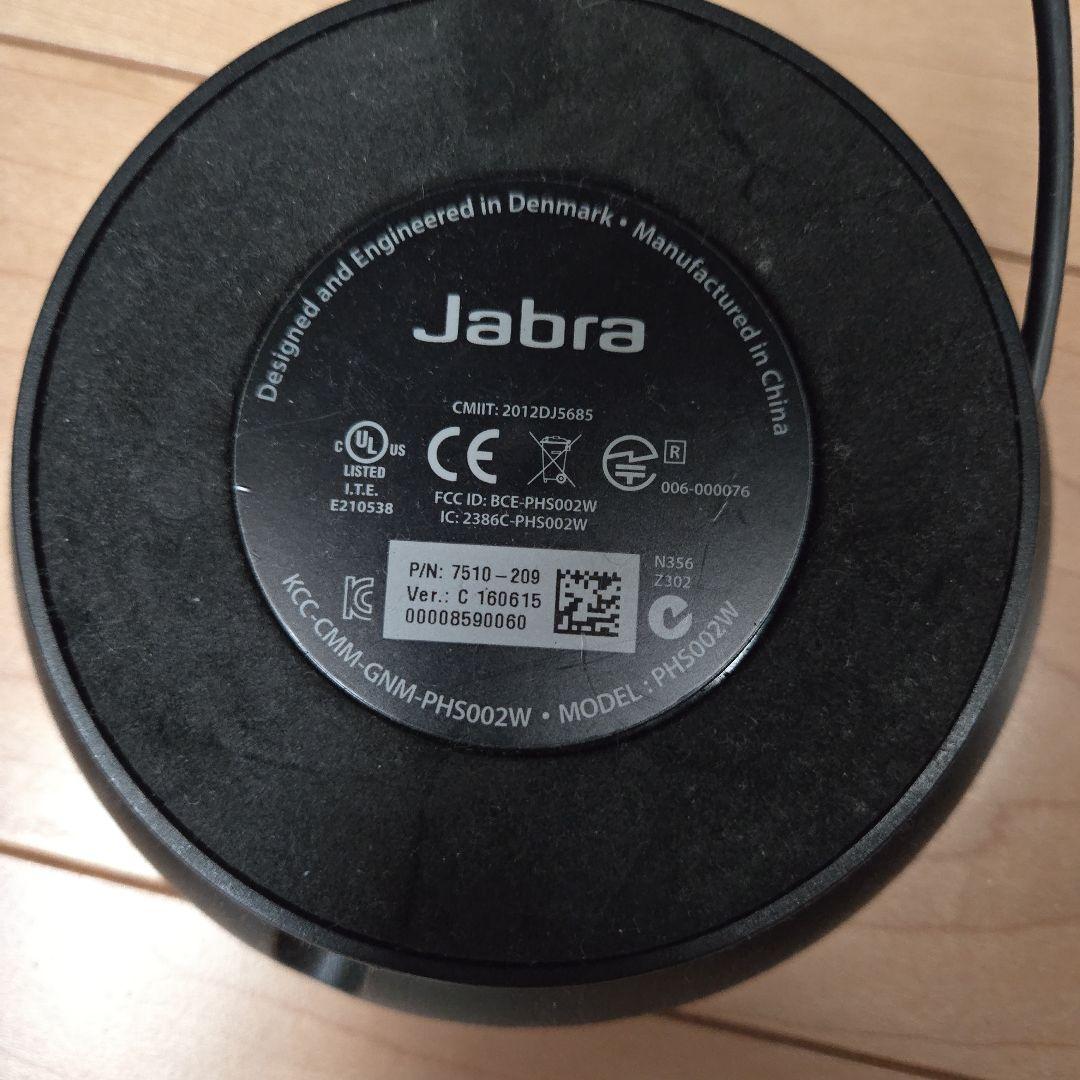 Designed and Engineered in Denmark • Manufactured in China
Jabra
CMIIT: 2012DJ5685
C UL US
LISTED
I.T.E.
E210538
CE
R
006-000076
FCC ID: BCE-PHS002W
IC: 2386C-PHS002W
P/N: 7510-209
Ver.: C 160615
00008590060
N356
Z302
KCC-CMM-GNM-PHS002W • MODEL : PHS002W